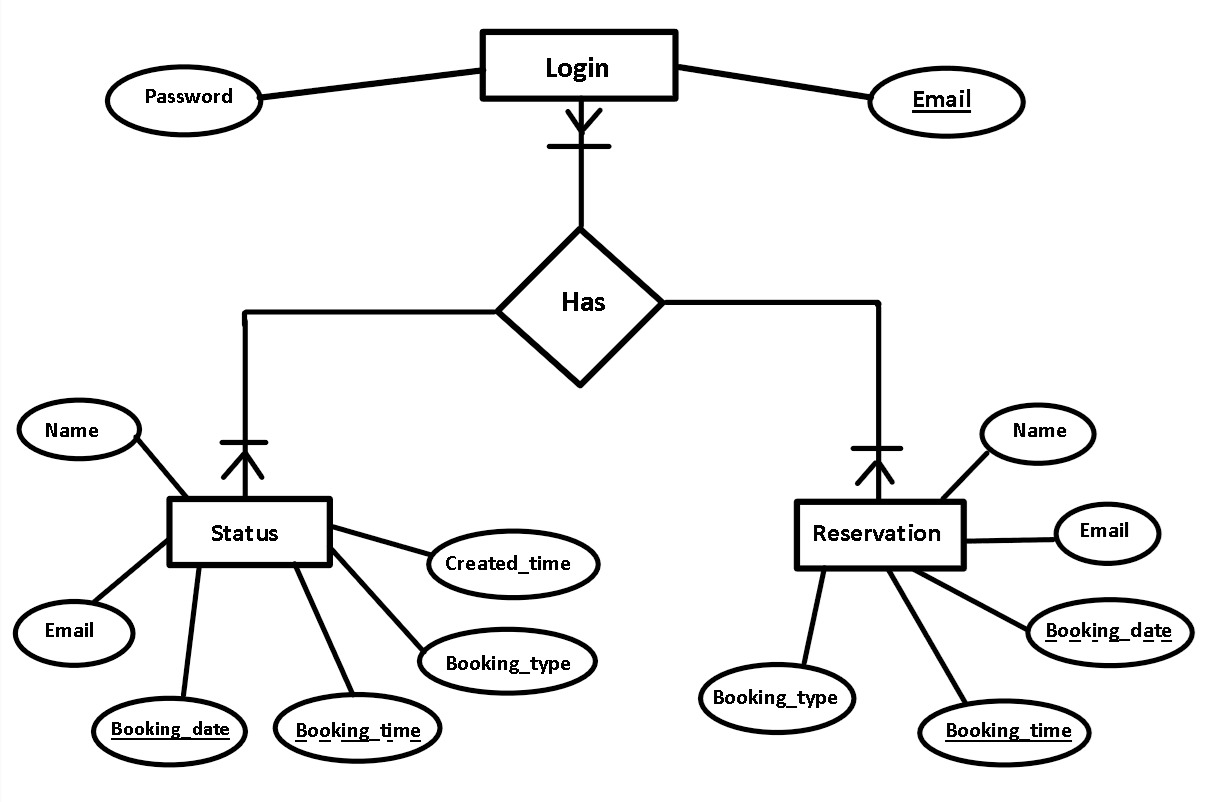 Login
Password
Email
Has
Name
Name
Status
Reservation
Email
Created_time
Email
Booking_date
Booking_type
Booking_type
Booking_date
Booking_time
Booking_time